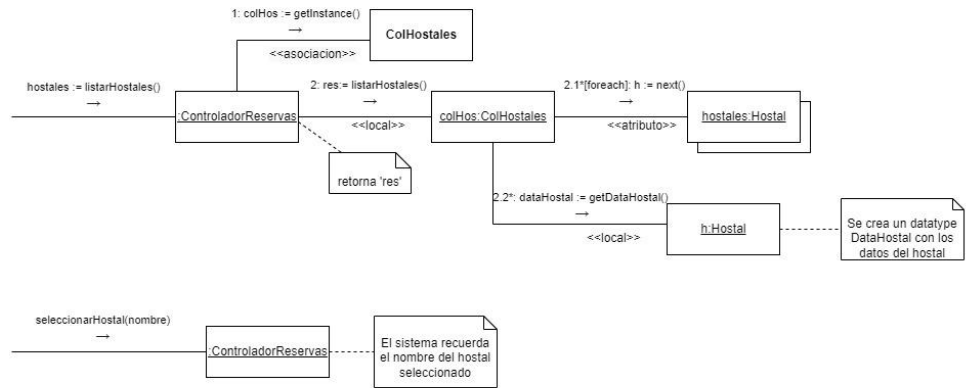 1: colHos := getInstance()
→
ColHostales
<<asociacion>>
hostales := listarHostales()
→
2: res:= listarHostales()
→
2.1*[foreach]: h := next()
→
:ControladorReservas
<<local>>
colHos:ColHostales
<<atributo>>
hostales:Hostal
retorna 'res'
2.2*: dataHostal := getDataHostal()
→
<<local>>
h:Hostal
Se crea un datatype
DataHostal con los
datos del hostal
seleccionarHostal(nombre)
→
:ControladorReservas
El sistema recuerda
el nombre del hostal
seleccionado